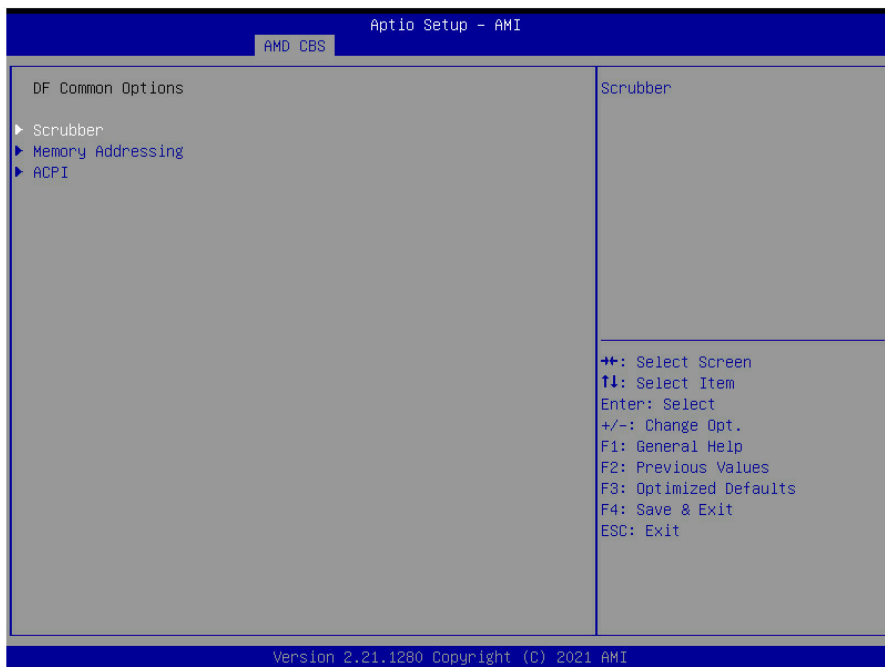 Aptio Setup - AMI
AMD CBS
DF Common Options
Scrubber
Memory Addressing
ACPI
Scrubber
→←: Select Screen
↑↓: Select Item
Enter: Select
+/-: Change Opt.
F1: General Help
F2: Previous Values
F3: Optimized Defaults
F4: Save & Exit
ESC: Exit
Version 2.21.1280 Copyright (C) 2021 AMI